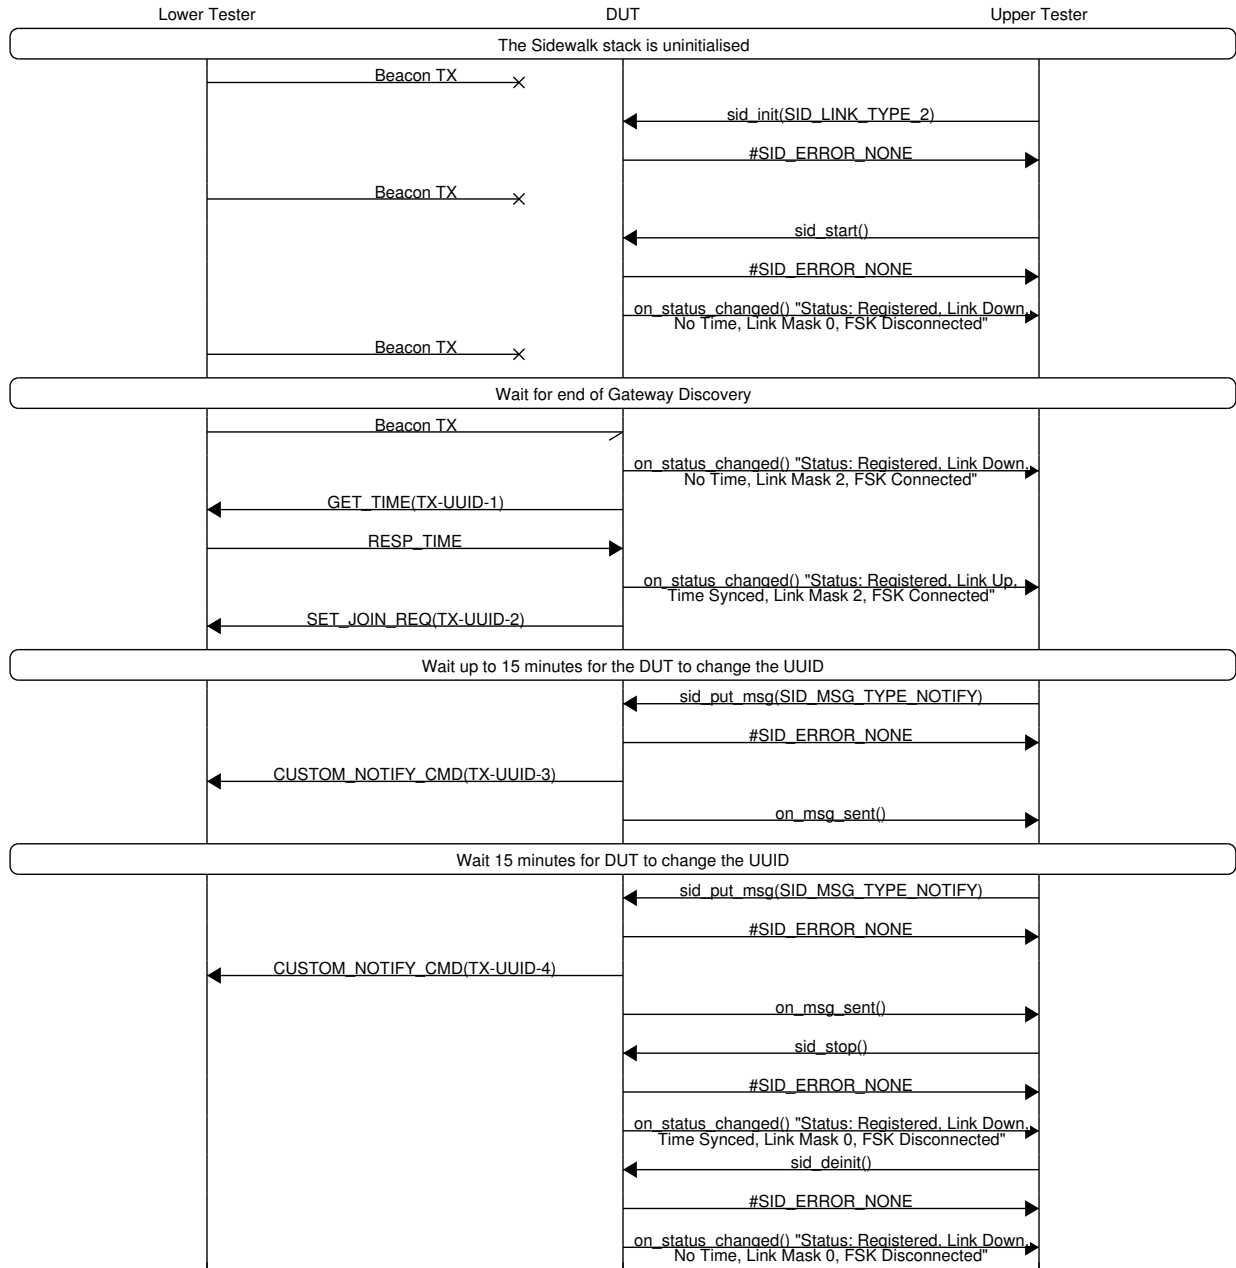 Lower Tester DUT Upper Tester
The Sidewalk stack is uninitialised
Beacon TX
sid_init(SID_LINK_TYPE_2)
#SID_ERROR_NONE
Beacon TX
sid_start()
#SID_ERROR_NONE
on_status_changed() "Status: Registered, Link Down,
No Time, Link Mask 0, FSK Disconnected"
Beacon TX
Wait for end of Gateway Discovery
Beacon TX
on_status_changed() "Status: Registered, Link Down,
No Time, Link Mask 2, FSK Connected"
GET_TIME(TX-UUID-1)
RESP_TIME
on_status_changed() "Status: Registered, Link Up,
Time Synced, Link Mask 2, FSK Connected"
SET_JOIN_REQ(TX-UUID-2)
Wait up to 15 minutes for the DUT to change the UUID
sid_put_msg(SID_MSG_TYPE_NOTIFY)
#SID_ERROR_NONE
CUSTOM_NOTIFY_CMD(TX-UUID-3)
on_msg_sent()
Wait 15 minutes for DUT to change the UUID
sid_put_msg(SID_MSG_TYPE_NOTIFY)
#SID_ERROR_NONE
CUSTOM_NOTIFY_CMD(TX-UUID-4)
on_msg_sent()
sid_stop()
#SID_ERROR_NONE
on_status_changed() "Status: Registered, Link Down,
Time Synced, Link Mask 0, FSK Disconnected"
sid_deinit()
#SID_ERROR_NONE
on_status_changed() "Status: Registered, Link Down,
No Time, Link Mask 0, FSK Disconnected"